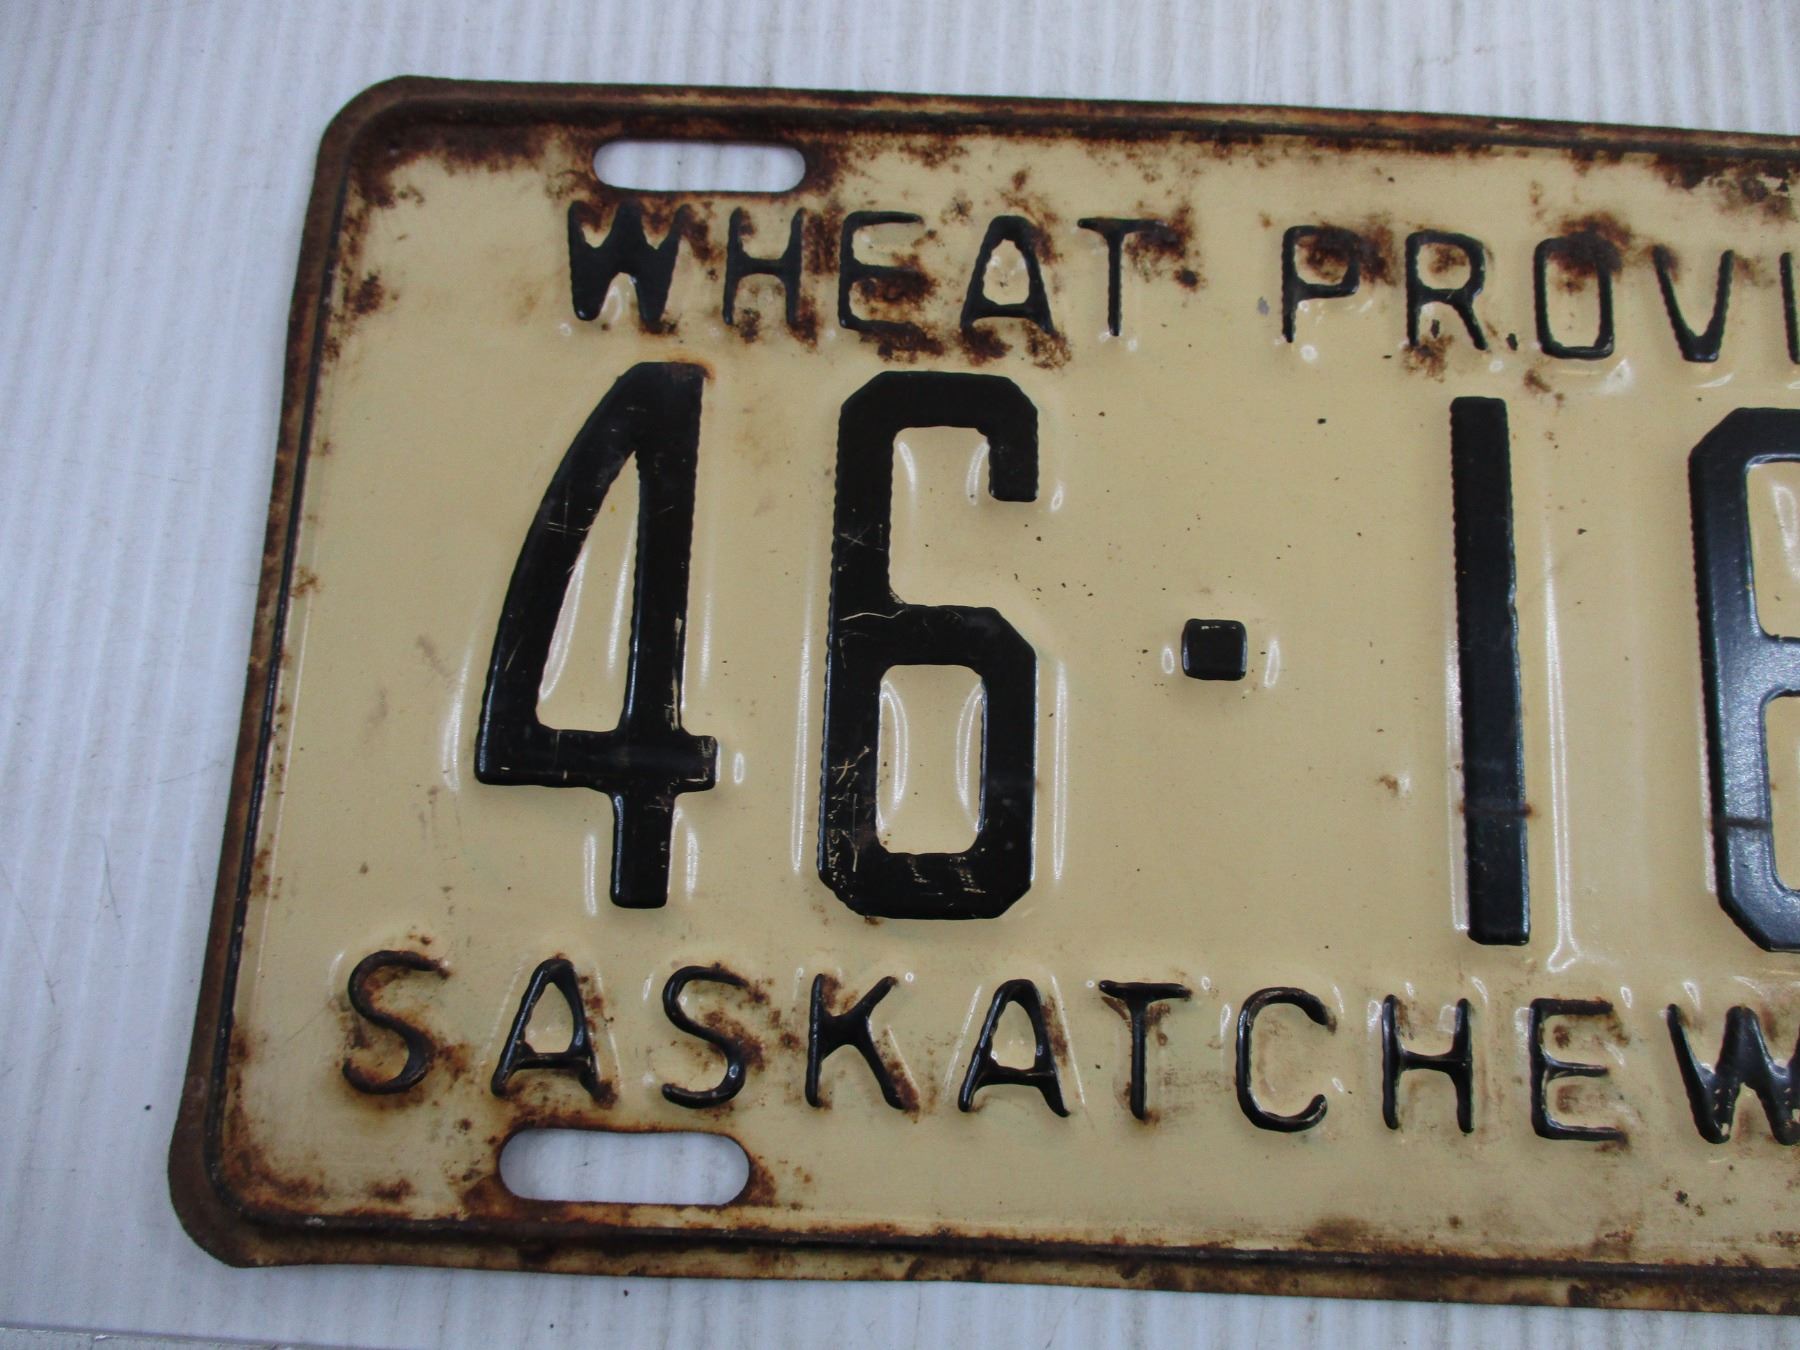 WHEAT PROVI
46·16
SASKATCHEW